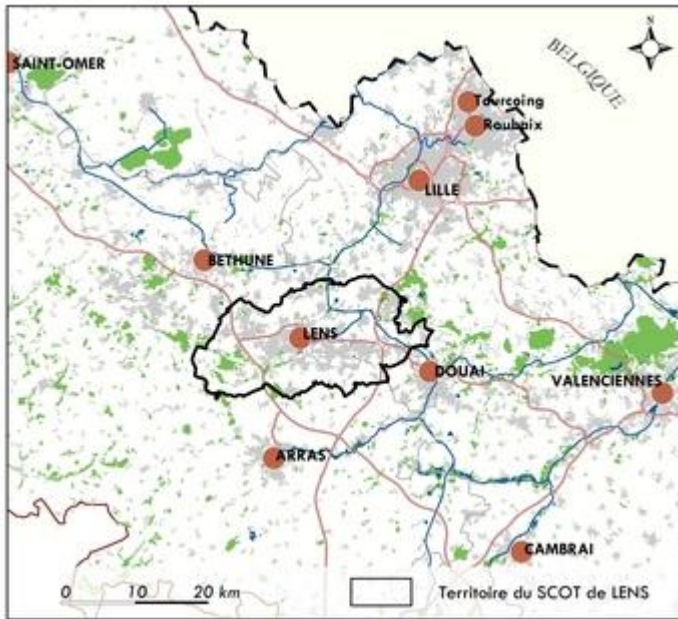 N
BELGIQUE
SAINT-OMER
Tourcoing
Roubaix
LILLE
BETHUNE
LENS
DOUAI
VALENCIENNES
ARRAS
CAMBRAI
0 10 20 km
Territoire du SCOT de LENS